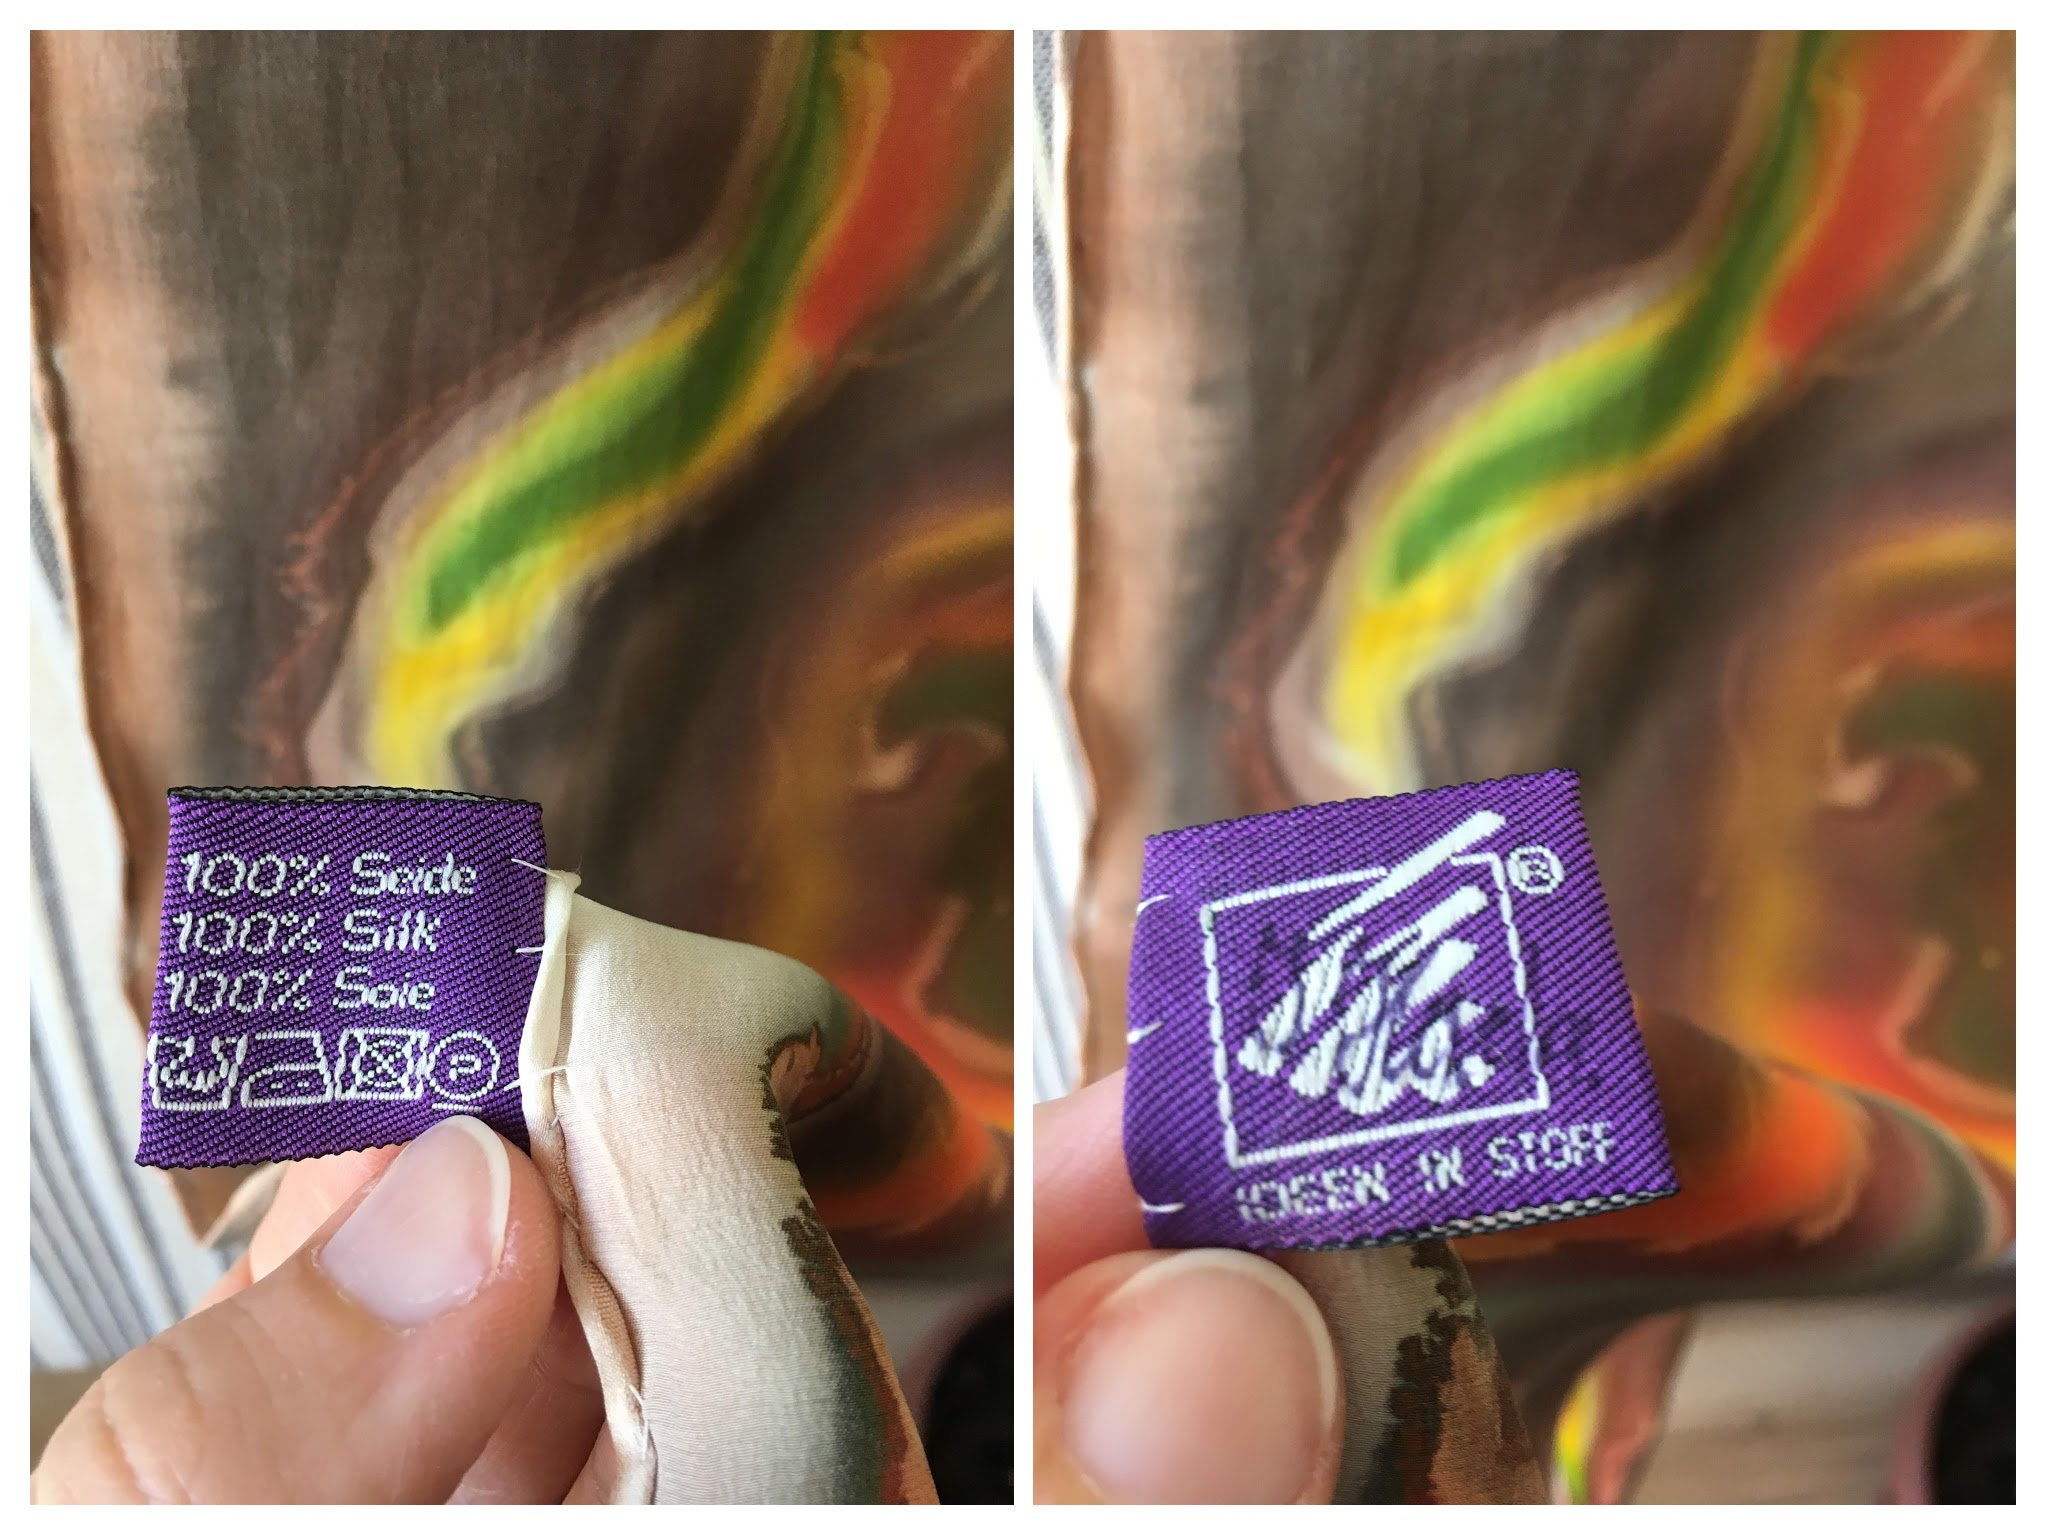 100% Seide
100% Silk
100% Soie
®
IDEEN IN STOFF